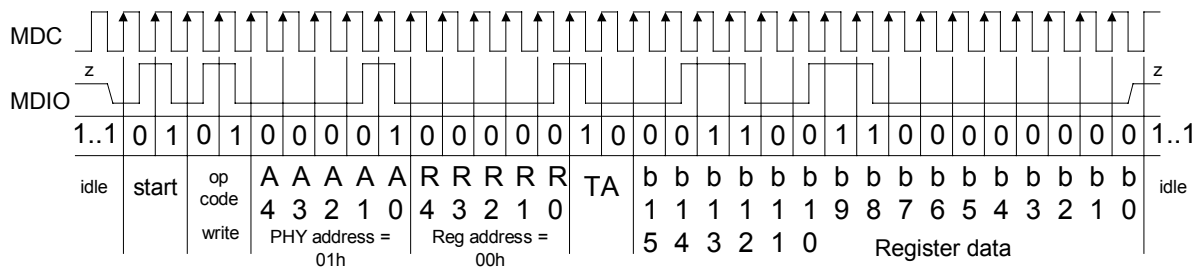 MDC
z z
MDIO
1..1 0 1 0 1 0 0 0 0 1 0 0 0 0 0 1 0 0 0 1 1 0 0 1 1 0 0 0 0 0 0 0 0 1..1
idle start op code write A A A A A R R R R R TA b b b b b b b b b b b b b b b b idle
4 3 2 1 0 4 3 2 1 0 1 1 1 1 1 1 9 8 7 6 5 4 3 2 1 0
PHY address = 01h Reg address = 00h 5 4 3 2 1 0 Register data